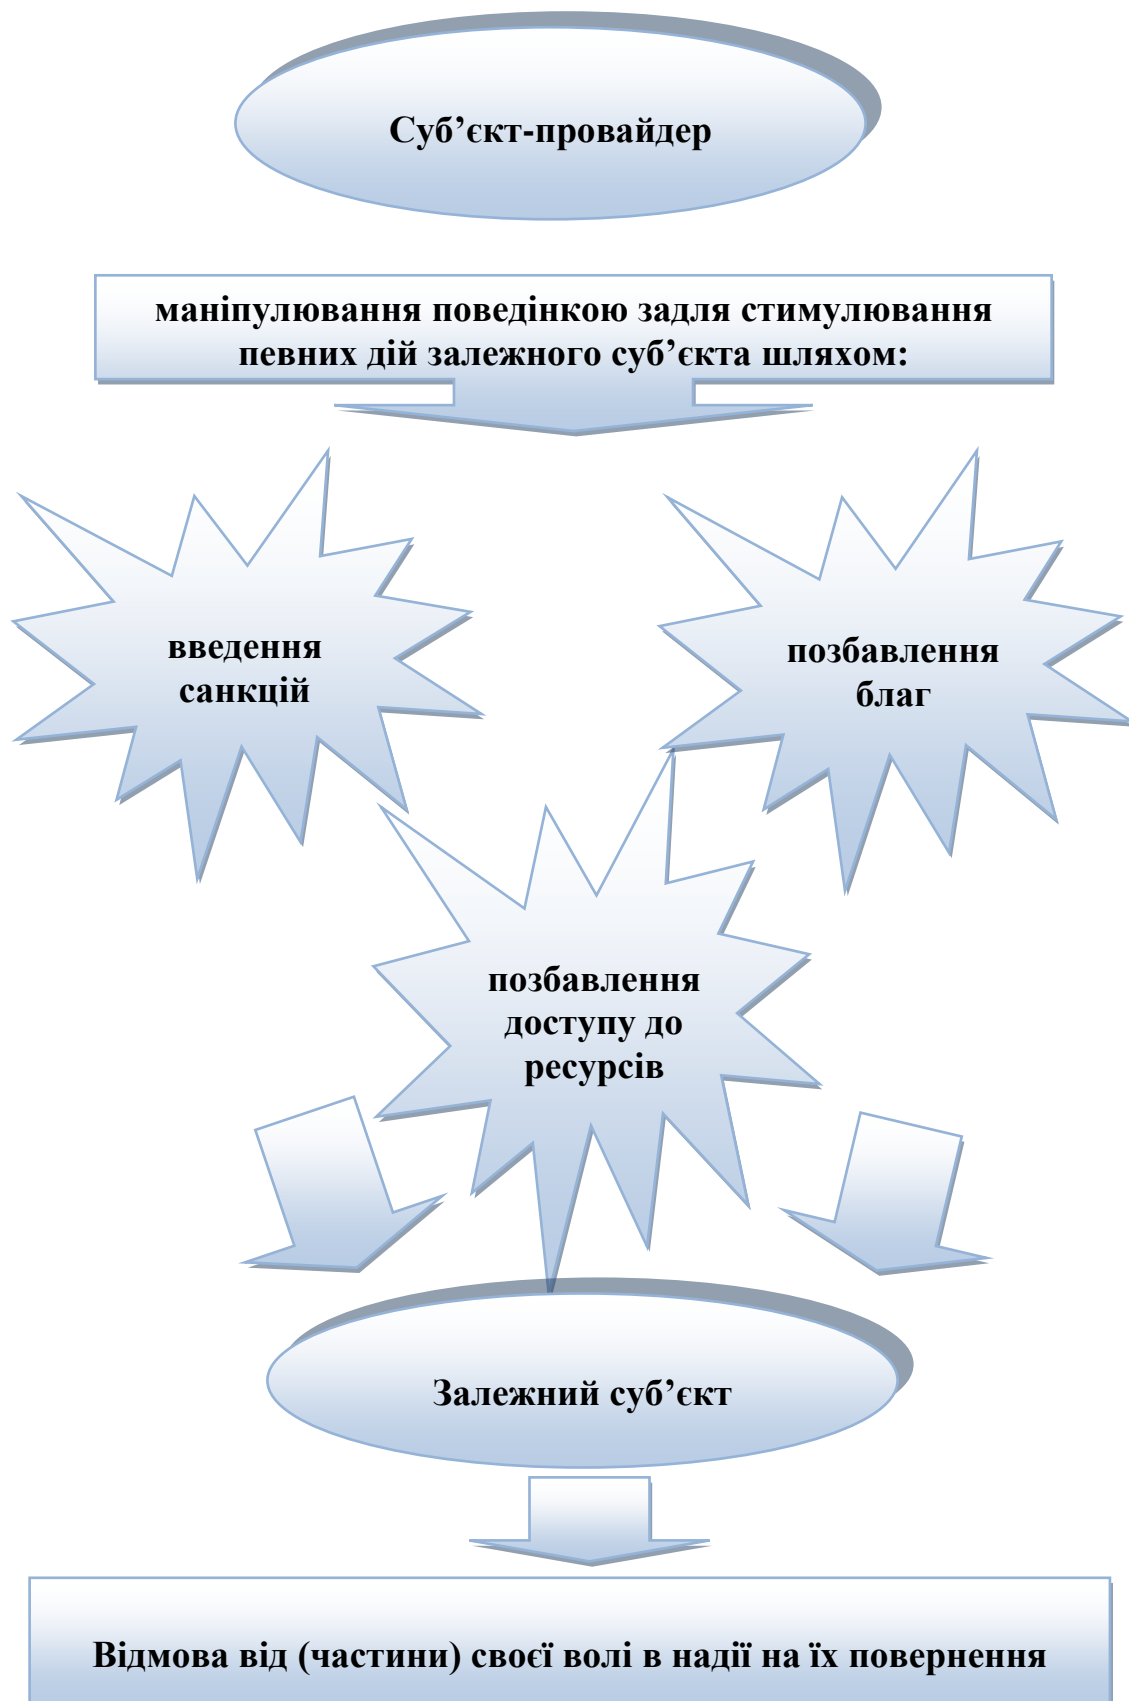 Суб’єкт-провайдер
маніпулювання поведінкою задля стимулювання
певних дій залежного суб’єкта шляхом:
введення
санкцій
позбавлення
благ
позбавлення
доступу до
ресурсів
Залежний суб’єкт
Відмова від (частини) своєї волі в надії на їх повернення